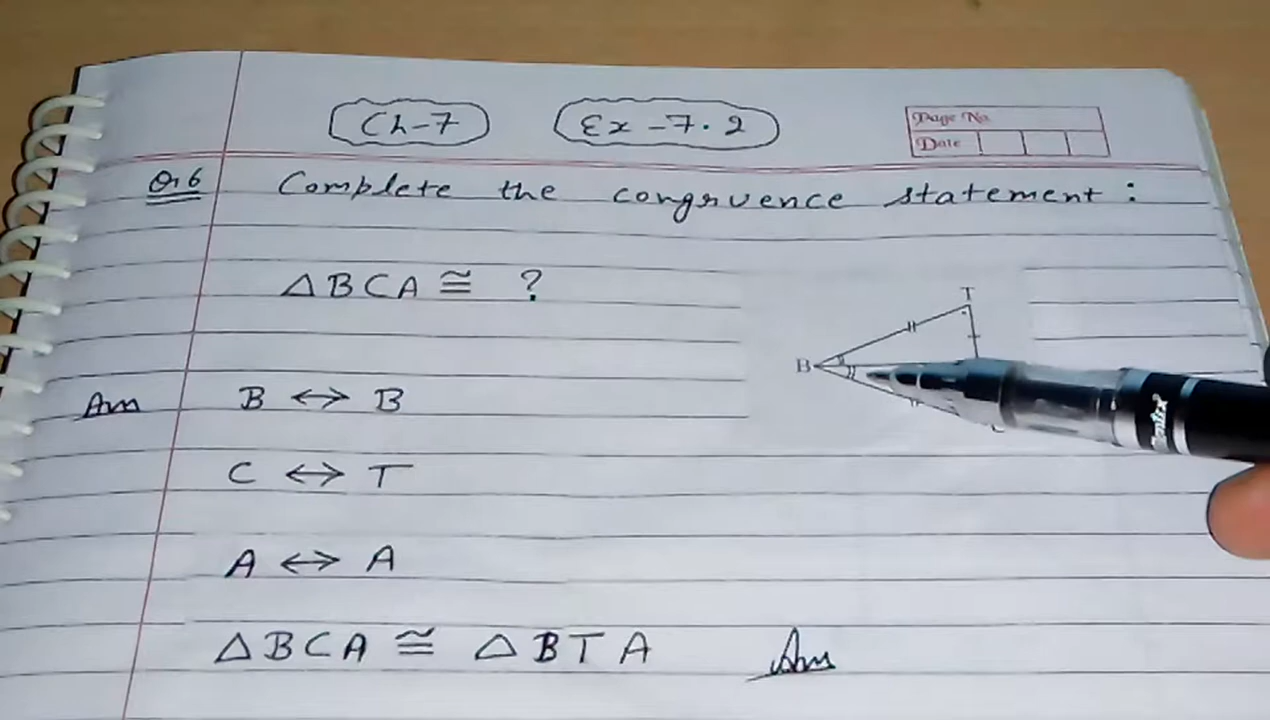 Ch-7 Ex-7.2
Page No.
Date
Q.6 Complete the congruence statement:
△BCA ≅ ?
T
B
Ans B ↔ B
C ↔ T
A ↔ A
△BCA ≅ △BTA Ans